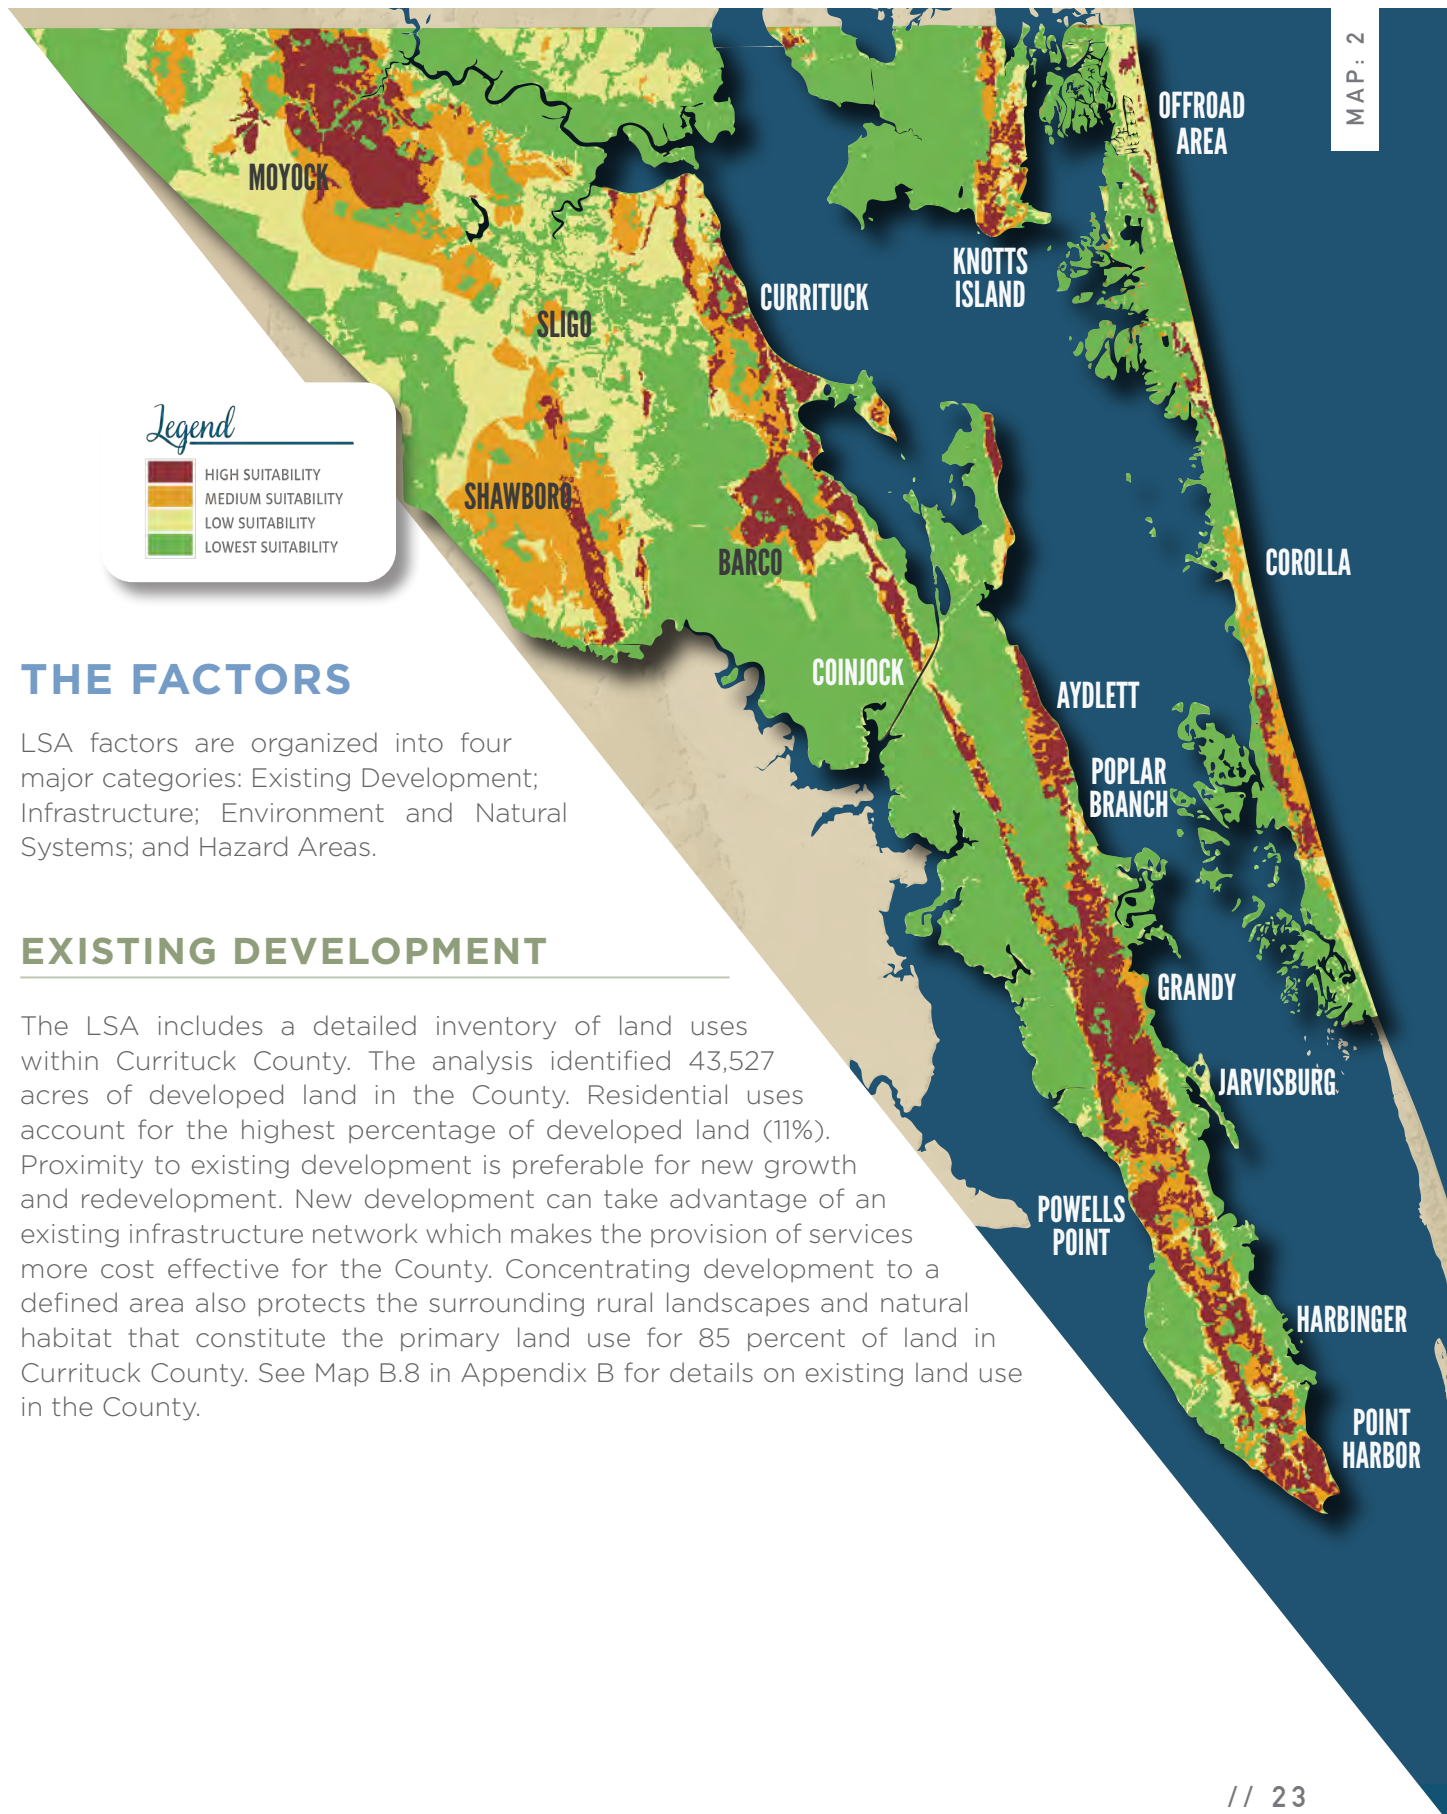 MAP: 2
OFFROAD
AREA
MOYOCK
KNOTTS
ISLAND
CURRITUCK
SLIGO
Legend
HIGH SUITABILITY
MEDIUM SUITABILITY
LOW SUITABILITY
LOWEST SUITABILITY
SHAWBORO
BARCO
COROLLA
COINJOCK
AYDLETT
POPLAR
BRANCH
GRANDY
JARVISBURG
POWELLS
POINT
HARBINGER
POINT
HARBOR
THE FACTORS
LSA factors are organized into four
major categories: Existing Development;
Infrastructure; Environment and Natural
Systems; and Hazard Areas.
EXISTING DEVELOPMENT
The LSA includes a detailed inventory of land uses
within Currituck County. The analysis identified 43,527
acres of developed land in the County. Residential uses
account for the highest percentage of developed land (11%).
Proximity to existing development is preferable for new growth
and redevelopment. New development can take advantage of an
existing infrastructure network which makes the provision of services
more cost effective for the County. Concentrating development to a
defined area also protects the surrounding rural landscapes and natural
habitat that constitute the primary land use for 85 percent of land in
Currituck County. See Map B.8 in Appendix B for details on existing land use
in the County.
// 23